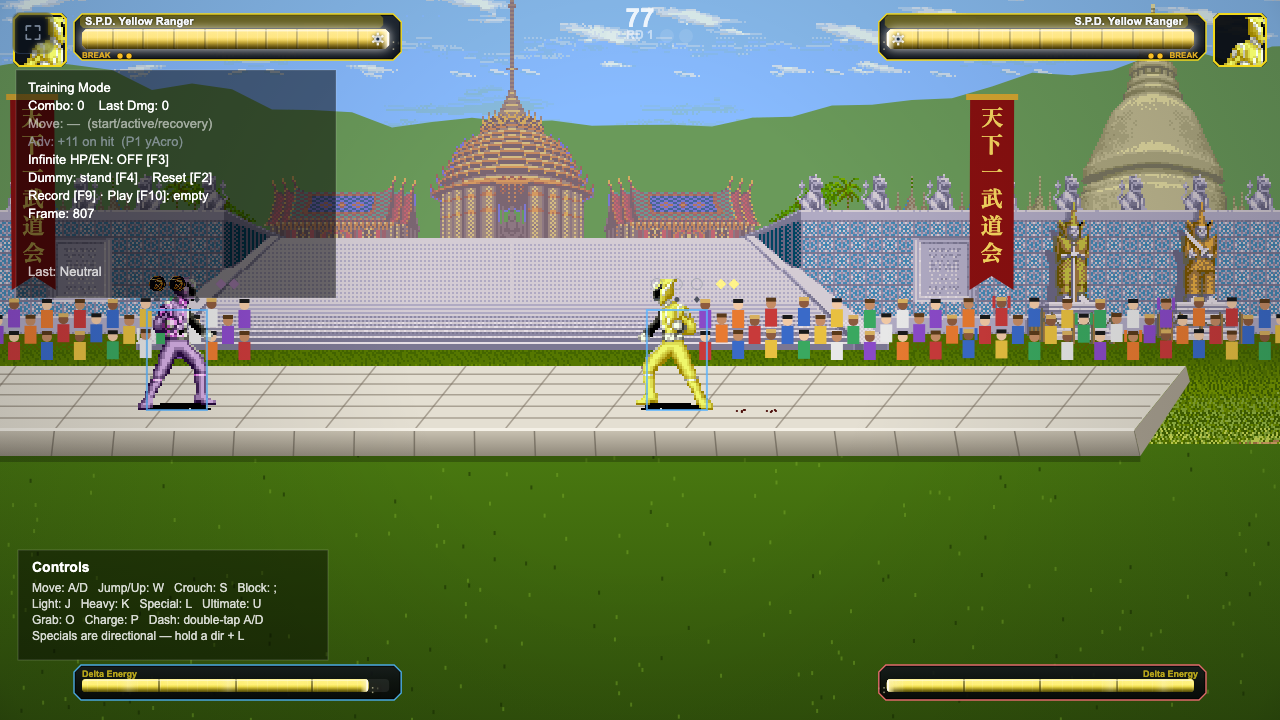 S.P.D. Yellow Ranger
BREAK
77
RD 1
S.P.D. Yellow Ranger
BREAK
Training Mode
Combo: 0 Last Dmg: 0
Move: — (start/active/recovery)
Adv: +11 on hit (P1 yAcro)
Infinite HP/EN: OFF [F3]
Dummy: stand [F4] · Reset [F2]
Record [F9] · Play [F10]: empty
Frame: 807
Last: Neutral
天下一武道会
天下一武道会
Controls
Move: A/D Jump/Up: W Crouch: S Block: ;
Light: J Heavy: K Special: L Ultimate: U
Grab: O Charge: P Dash: double-tap A/D
Specials are directional — hold a dir + L
Delta Energy
Delta Energy